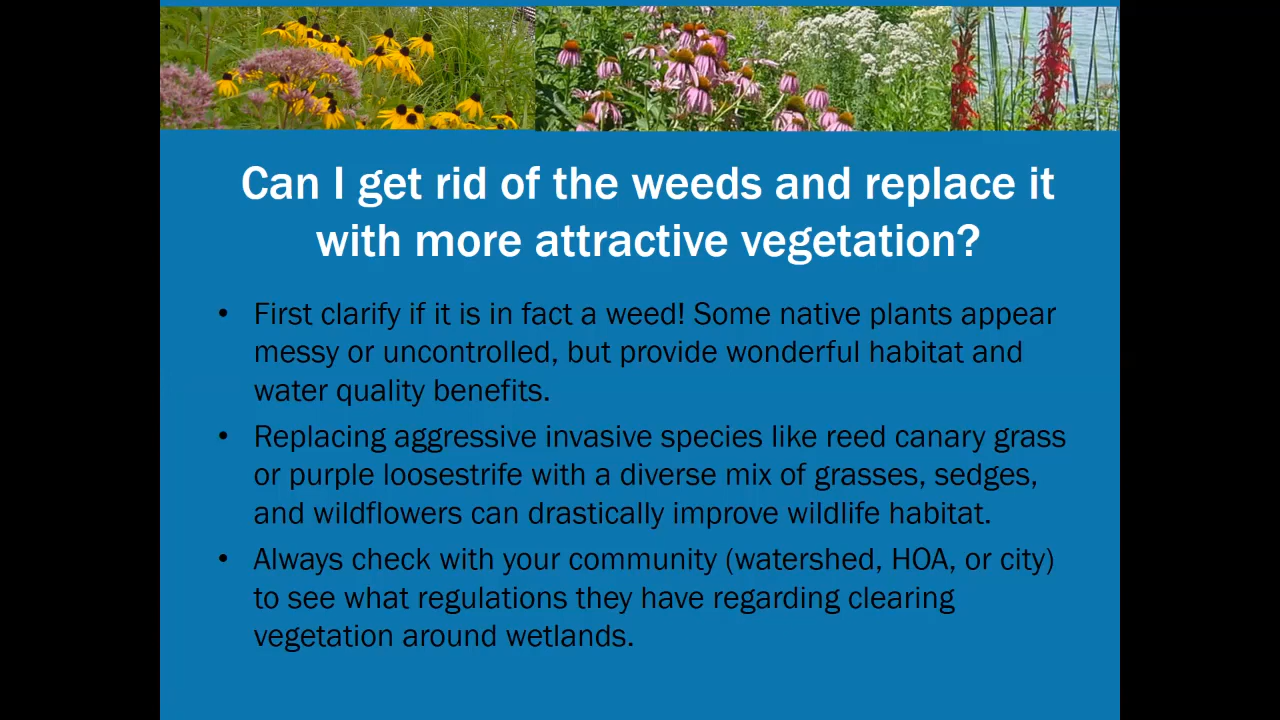 Can I get rid of the weeds and replace it
with more attractive vegetation?
• First clarify if it is in fact a weed! Some native plants appear
messy or uncontrolled, but provide wonderful habitat and
water quality benefits.
• Replacing aggressive invasive species like reed canary grass
or purple loosestrife with a diverse mix of grasses, sedges,
and wildflowers can drastically improve wildlife habitat.
• Always check with your community (watershed, HOA, or city)
to see what regulations they have regarding clearing
vegetation around wetlands.